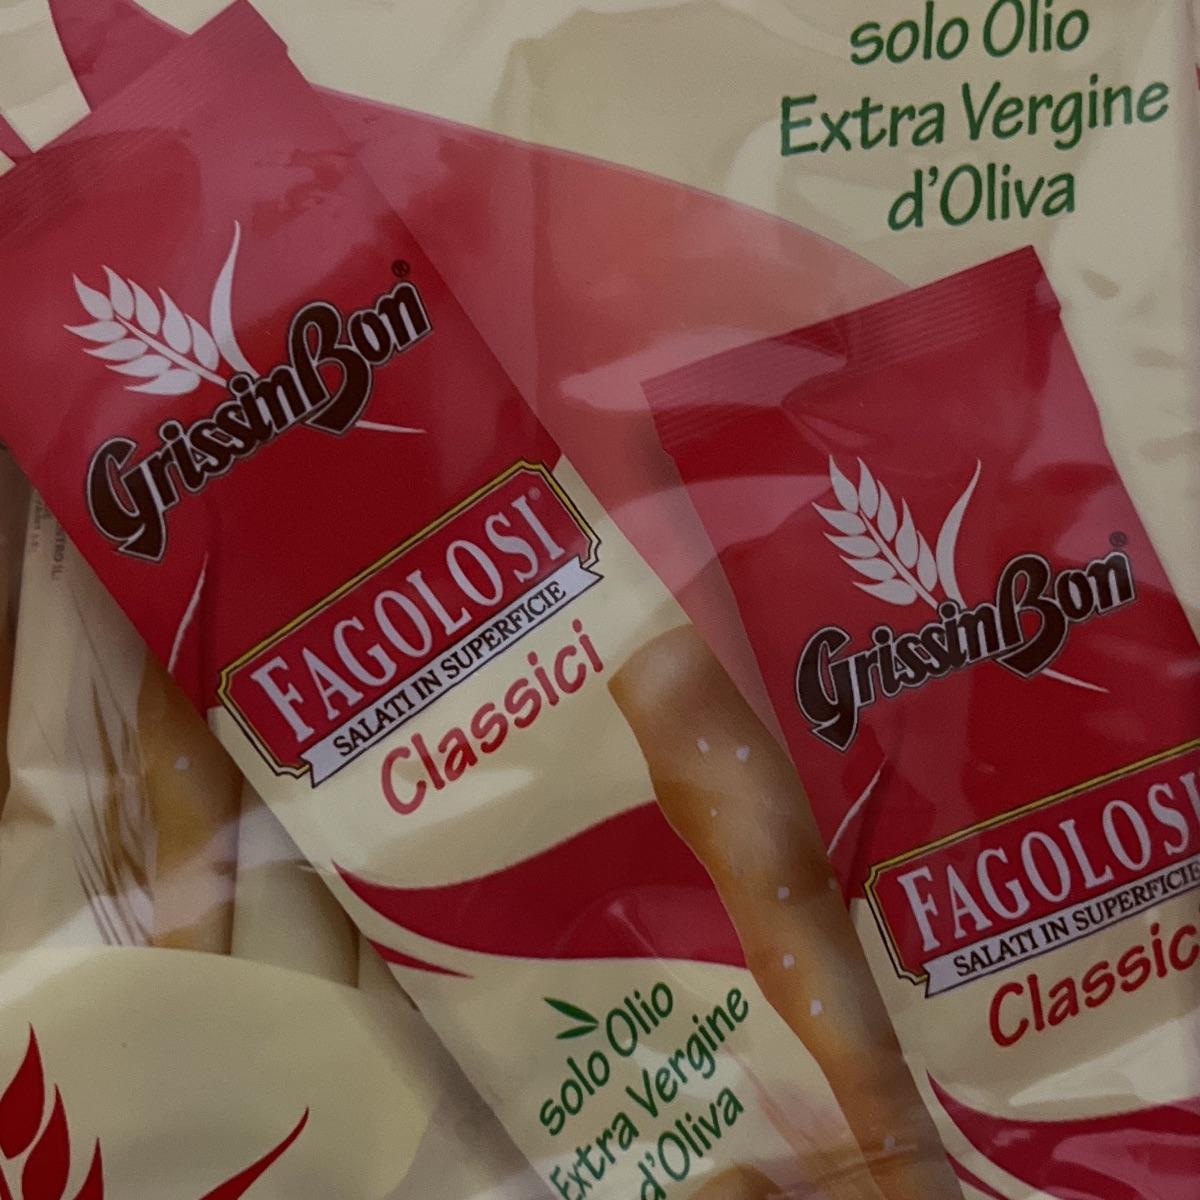 solo Olio
Extra Vergine
d'Oliva
GrissinBon®
FAGOLOSI®
SALATI IN SUPERFICIE
Classici
solo Olio
Extra Vergine
d'Oliva
GrissinBon®
FAGOLOSI
SALATI IN SUPERFICIE
Classic